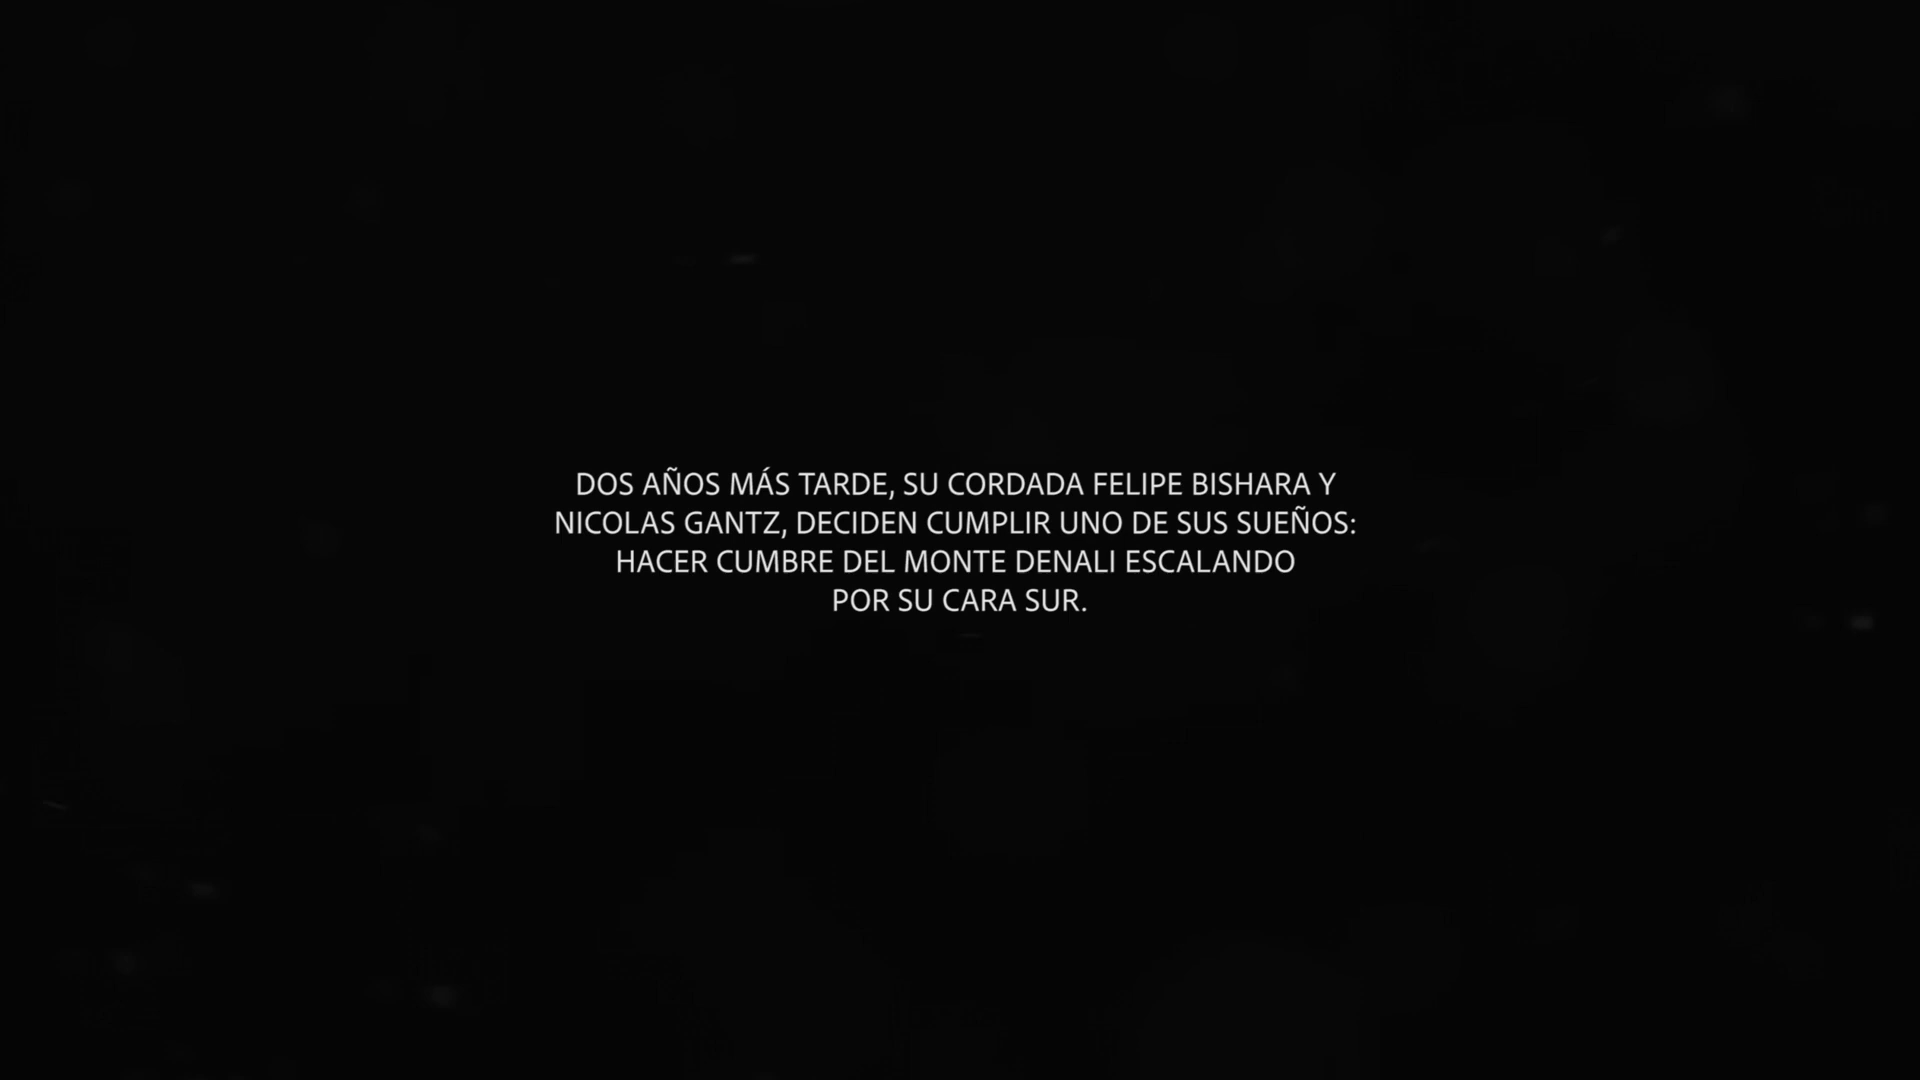 DOS AÑOS MÁS TARDE, SU CORDADA FELIPE BISHARA Y
NICOLAS GANTZ, DECIDEN CUMPLIR UNO DE SUS SUEÑOS:
HACER CUMBRE DEL MONTE DENALI ESCALANDO
POR SU CARA SUR.